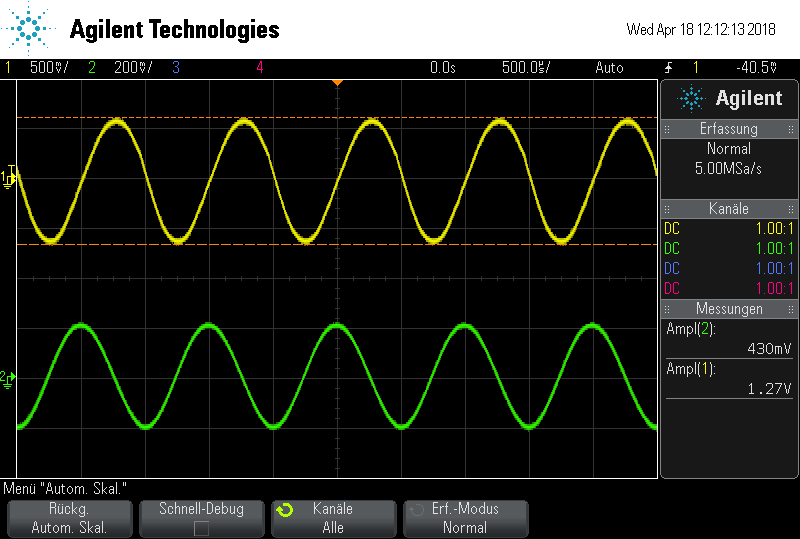 Agilent Technologies
Wed Apr 18 12:12:13 2018
1 500㎷/ 2 200㎷/ 3 4 0.0s 500.0㎲/ Auto 1 -40.5㎷
Agilent
Erfassung
Normal
5.00MSa/s
Kanäle
DC 1.00:1
DC 1.00:1
DC 1.00:1
DC 1.00:1
Messungen
Ampl(2):
430mV
Ampl(1):
1.27V
1
T
2
Menü "Autom. Skal."
Rückg.
Autom. Skal.
Schnell-Debug
Kanäle
Alle
Erf.-Modus
Normal